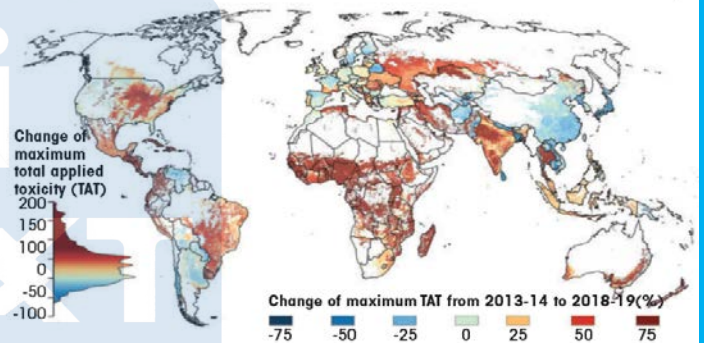 Change of
maximum
total applied
toxicity (TAT)
200
150
100
0
-50
-100
Change of maximum TAT from 2013-14 to 2018-19(%)
-75 -50 -25 0 25 50 75